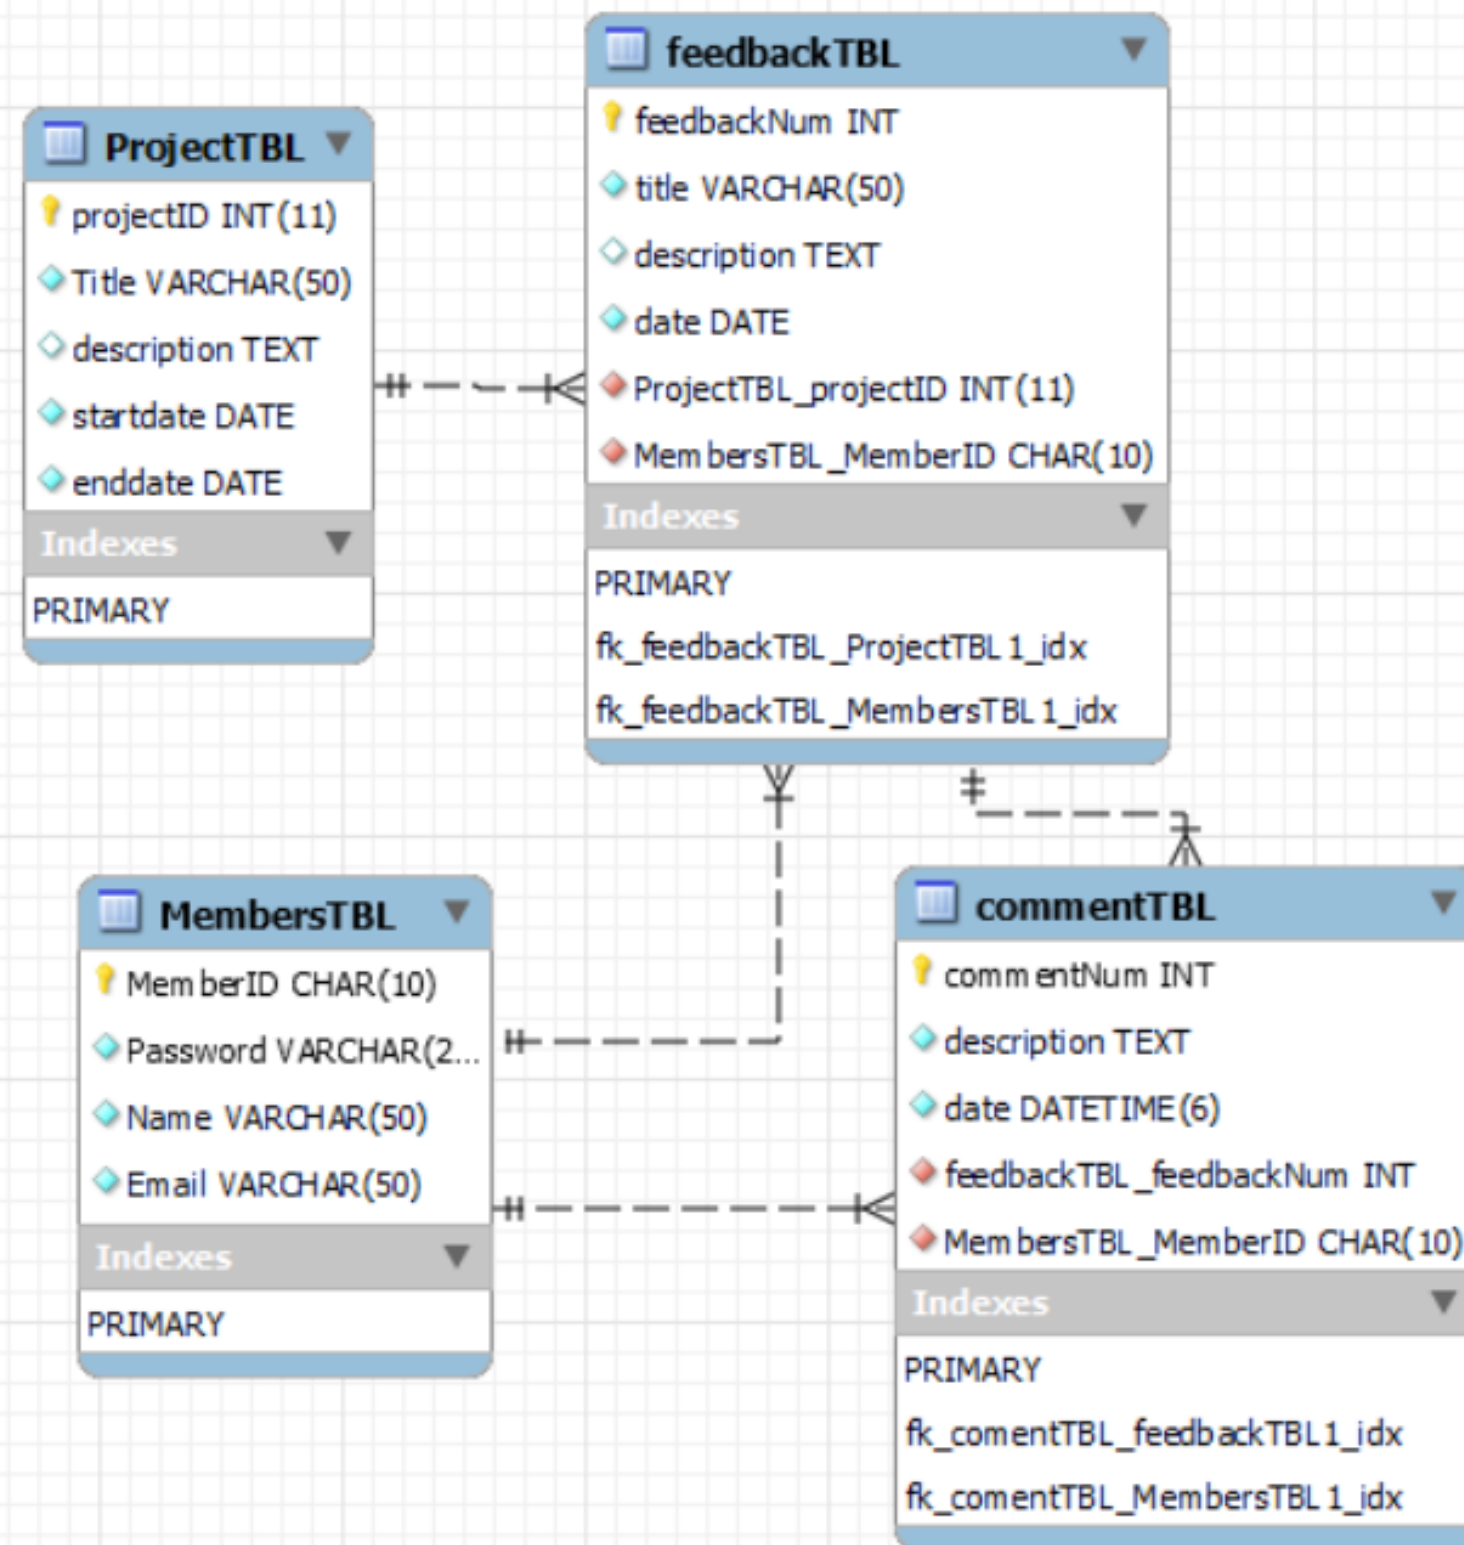 ProjectTBL
projectID INT(11)
Title VARCHAR(50)
description TEXT
startdate DATE
enddate DATE
Indexes
PRIMARY
feedbackTBL
feedbackNum INT
title VARCHAR(50)
description TEXT
date DATE
ProjectTBL_projectID INT(11)
MembersTBL_MemberID CHAR(10)
Indexes
PRIMARY
fk_feedbackTBL_ProjectTBL1_idx
fk_feedbackTBL_MembersTBL1_idx
MembersTBL
MemberID CHAR(10)
Password VARCHAR(2...
Name VARCHAR(50)
Email VARCHAR(50)
Indexes
PRIMARY
commentTBL
commentNum INT
description TEXT
date DATETIME(6)
feedbackTBL_feedbackNum INT
MembersTBL_MemberID CHAR(10)
Indexes
PRIMARY
fk_comentTBL_feedbackTBL1_idx
fk_comentTBL_MembersTBL1_idx